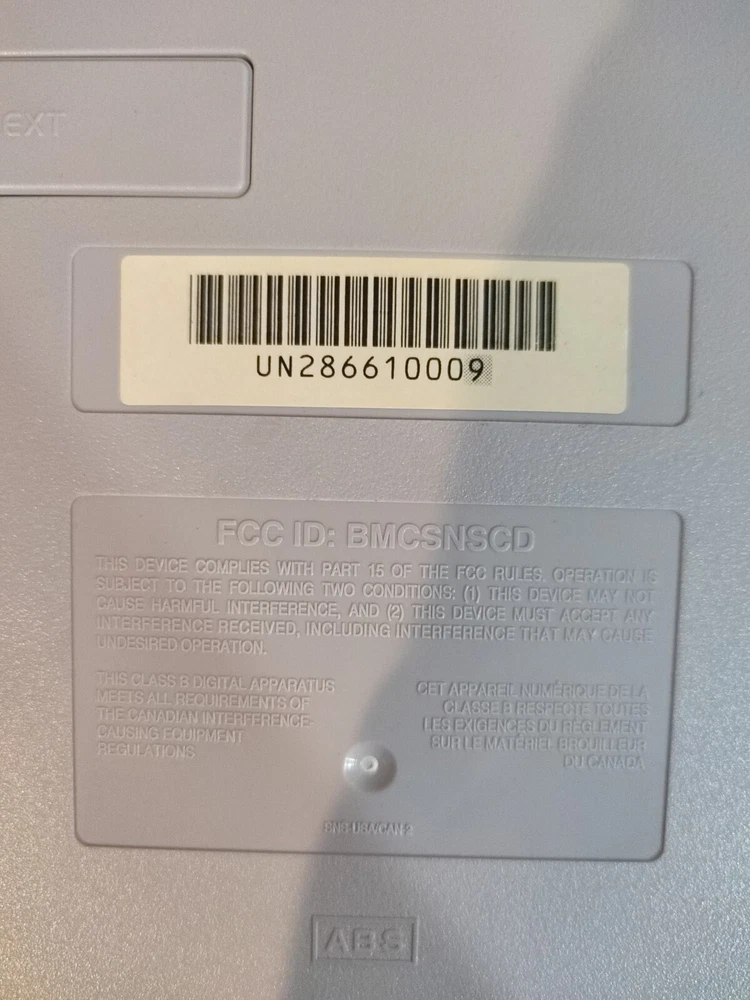 EXT
UN286610009
FCC ID: BMCSNSCD
THIS DEVICE COMPLIES WITH PART 15 OF THE FCC RULES. OPERATION IS
SUBJECT TO THE FOLLOWING TWO CONDITIONS: (1) THIS DEVICE MAY NOT
CAUSE HARMFUL INTERFERENCE, AND (2) THIS DEVICE MUST ACCEPT ANY
INTERFERENCE RECEIVED, INCLUDING INTERFERENCE THAT MAY CAUSE
UNDESIRED OPERATION.
THIS CLASS B DIGITAL APPARATUS
MEETS ALL REQUIREMENTS OF
THE CANADIAN INTERFERENCE-
CAUSING EQUIPMENT
REGULATIONS
CET APPAREIL NUMÉRIQUE DE LA
CLASSE B RESPECTE TOUTES
LES EXIGENCES DU RÈGLEMENT
SUR LE MATÉRIEL BROUILLEUR
DU CANADA
SNS-USA/CAN-2
ABS